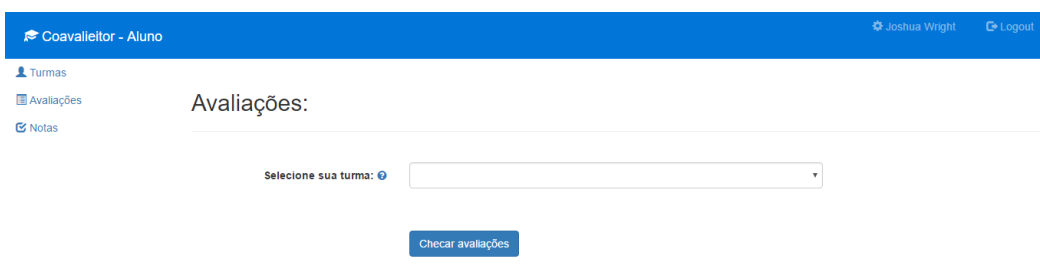 Coavalieitor - Aluno
Joshua Wright
Logout
Turmas
Avaliações
Notas
Avaliações:
Selecione sua turma:
Checar avaliações